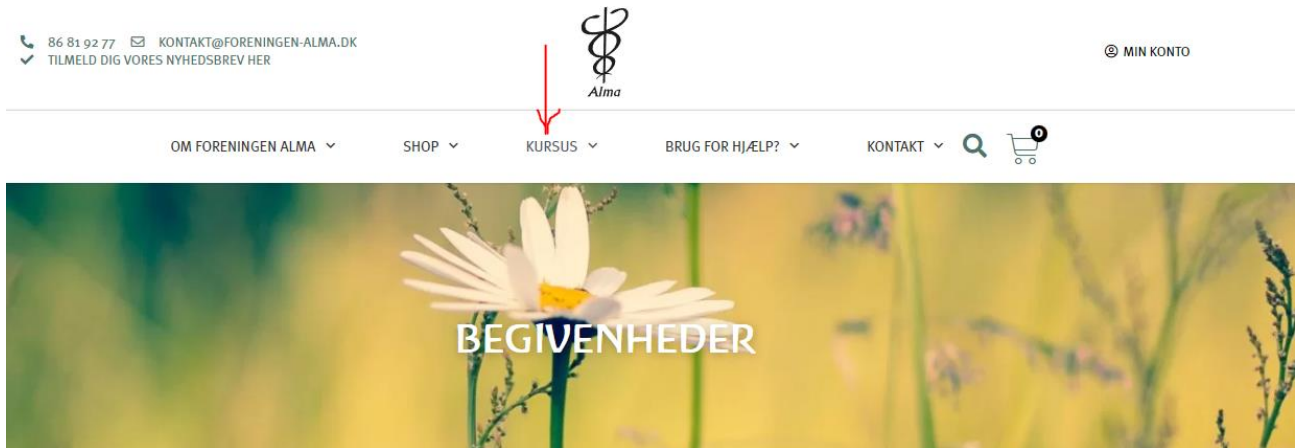 86 81 92 77 KONTAKT@FORENINGEN-ALMA.DK
TILMELD DIG VORES NYHEDSBREV HER
Alma
MIN KONTO
OM FORENINGEN ALMA SHOP KURSUS BRUG FOR HJÆLP? KONTAKT 0
BEGIVENHEDER